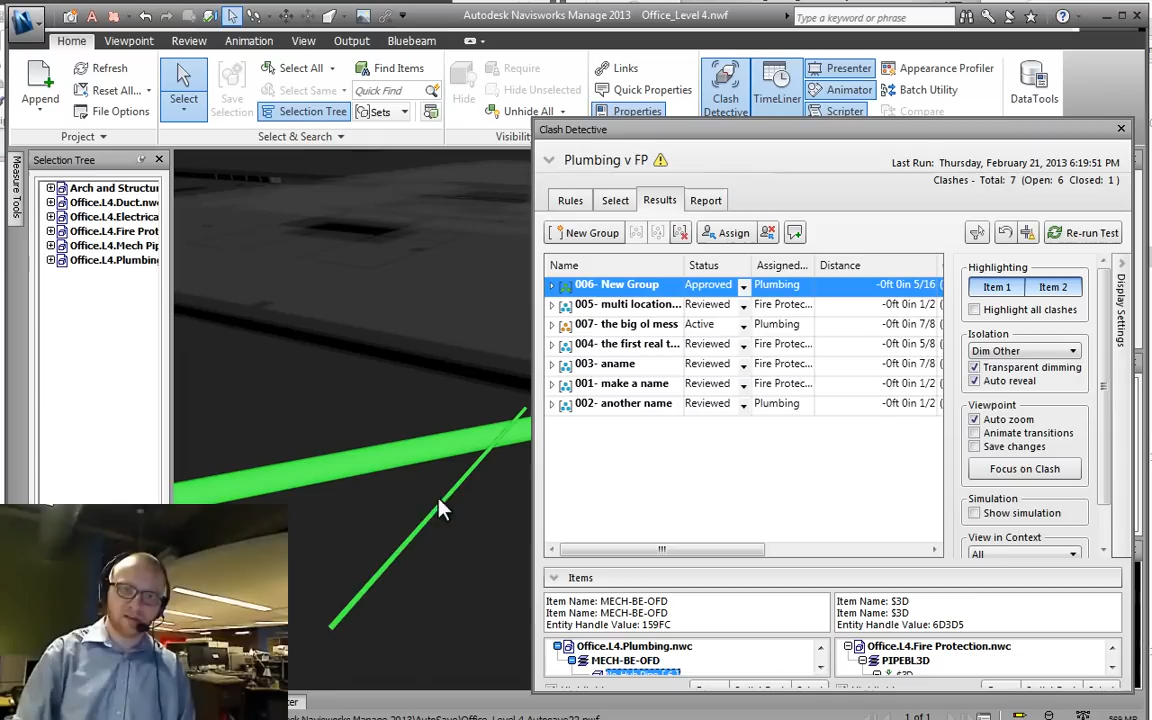 Autodesk Navisworks Manage 2013 Office_Level 4.nwf
Type a keyword or phrase
Home Viewpoint Review Animation View Output Bluebeam
Append
Refresh
Reset All...
File Options
Project
Select
Save
Selection
Select All
Select Same
Selection Tree
Find Items
Quick Find
Sets
Select & Search
Hide
Require
Hide Unselected
Unhide All
Links
Quick Properties
Properties
Clash
Detective
TimeLiner
Presenter
Animator
Scripter
Appearance Profiler
Batch Utility
DataTools
Measure Tools
Selection Tree
Arch and Structu
Office.L4.Duct.nw
Office.L4.Electrica
Office.L4.Fire Prot
Office.L4.Mech Pip
Office.L4.Plumbing
Clash Detective
Plumbing v FP
Last Run: Thursday, February 21, 2013 6:19:51 PM
Clashes - Total: 7 (Open: 6 Closed: 1)
Rules Select Results Report
New Group Assign Re-run Test
Name Status Assigned... Distance
006- New Group Approved Plumbing -0ft 0in 5/16 (
005- multi location... Reviewed Fire Protec... -0ft 0in 1/2 (
007- the big ol mess Active Plumbing -0ft 0in 7/8 (
004- the first real t... Reviewed Fire Protec... -0ft 0in 5/8 (
003- aname Reviewed Fire Protec... -0ft 0in 7/8 (
001- make a name Reviewed Fire Protec... -0ft 0in 1/2 (
002- another name Reviewed Plumbing -0ft 0in 1/2 (
Highlighting
Item 1 Item 2
Highlight all clashes
Isolation
Dim Other
Transparent dimming
Auto reveal
Viewpoint
Auto zoom
Animate transitions
Save changes
Focus on Clash
Simulation
Show simulation
View in Context
All
Display Settings
Items
Item Name: MECH-BE-OFD
Item Name: MECH-BE-OFD
Entity Handle Value: 159FC
Item Name: $3D
Item Name: $3D
Entity Handle Value: 6D3D5
Office.L4.Plumbing.nwc
MECH-BE-OFD
Office.L4.Fire Protection.nwc
PIPEBL3D
$3D
1 of 1
569 MB